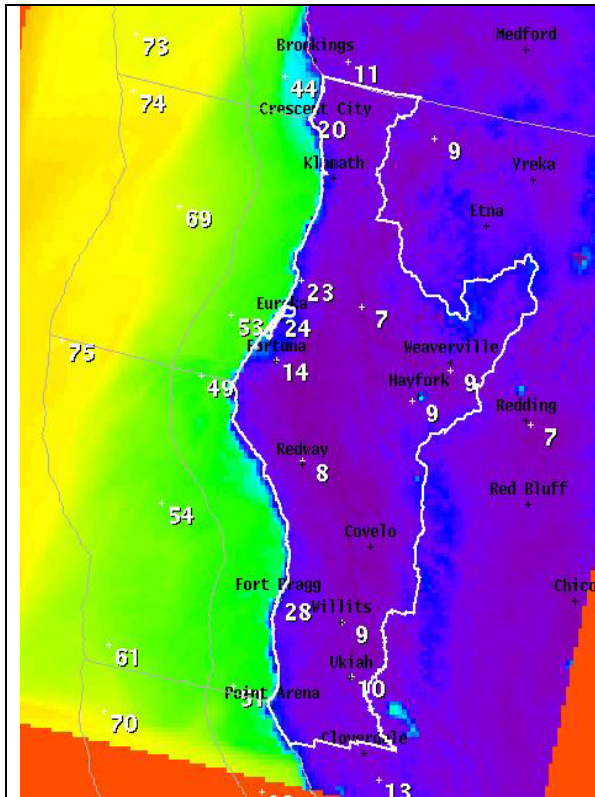 73
Brookings
Medford
11
44
74
Crescent City
20
9
Klamath
Yreka
69
Etna
23
Eureka
53
24
7
Fortuna
75
Weaverville
14
49
9
Hayfork
9
Redding
7
Redway
8
Red Bluff
54
Covelo
Fort Bragg
Chico
28
Willits
9
61
Ukiah
10
Point Arena
70
Cloverdale
13